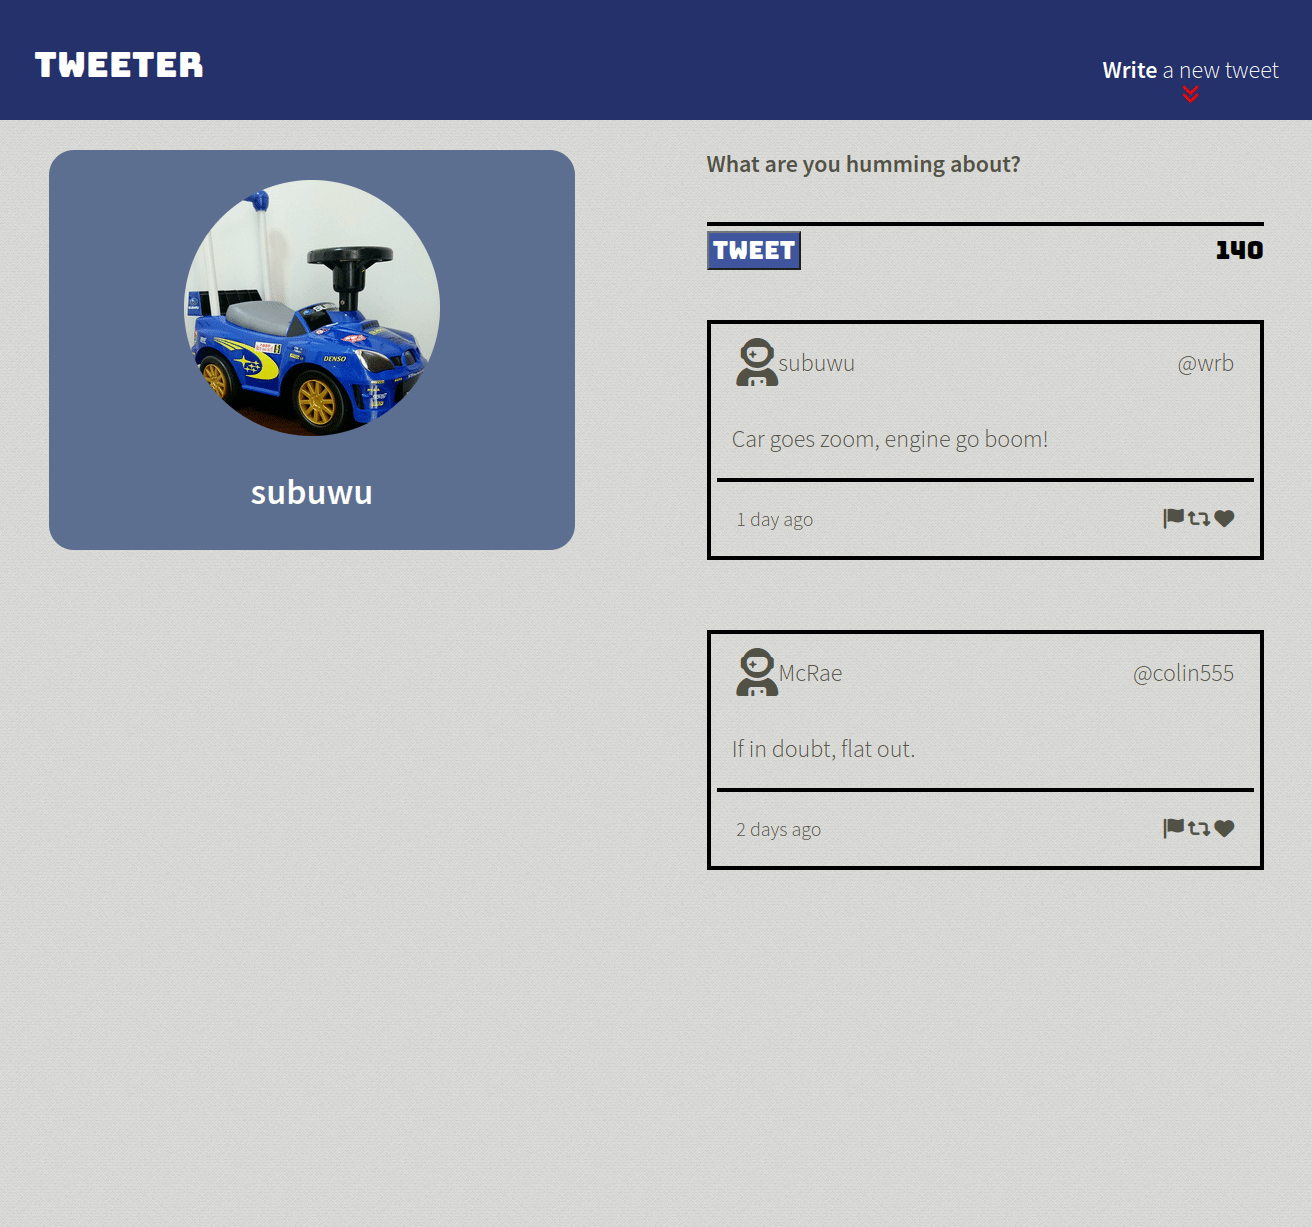 TWEETER
Write a new tweet
DENSO
subuwu
What are you humming about?
TWEET
140
subuwu
@wrb
Car goes zoom, engine go boom!
1 day ago
McRae
@colin555
If in doubt, flat out.
2 days ago